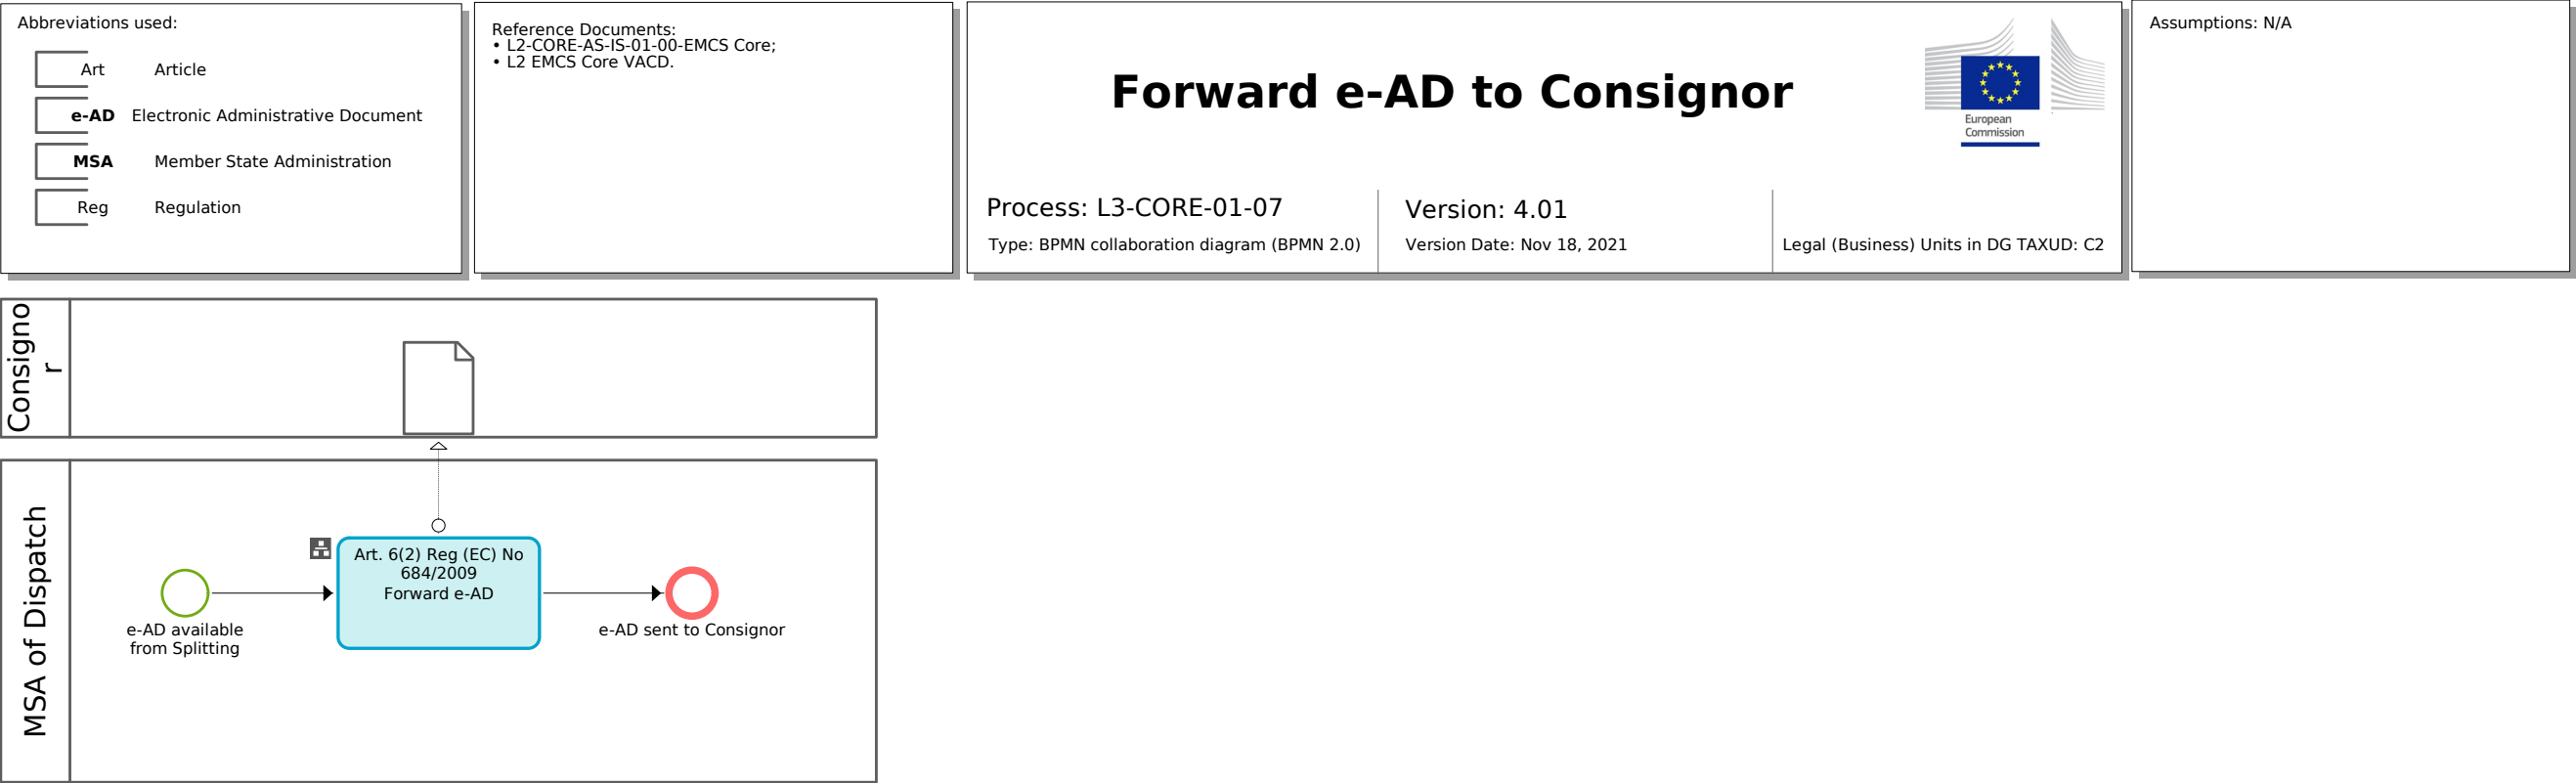 Abbreviations used:
Art Article
e-AD Electronic Administrative Document
MSA Member State Administration
Reg Regulation
Reference Documents:
• L2-CORE-AS-IS-01-00-EMCS Core;
• L2 EMCS Core VACD.
Forward e-AD to Consignor
European
Commission
Process: L3-CORE-01-07
Type: BPMN collaboration diagram (BPMN 2.0)
Version: 4.01
Version Date: Nov 18, 2021
Legal (Business) Units in DG TAXUD: C2
Assumptions: N/A
Consigno
r
MSA of Dispatch
e-AD available
from Splitting
Art. 6(2) Reg (EC) No
684/2009
Forward e-AD
e-AD sent to Consignor